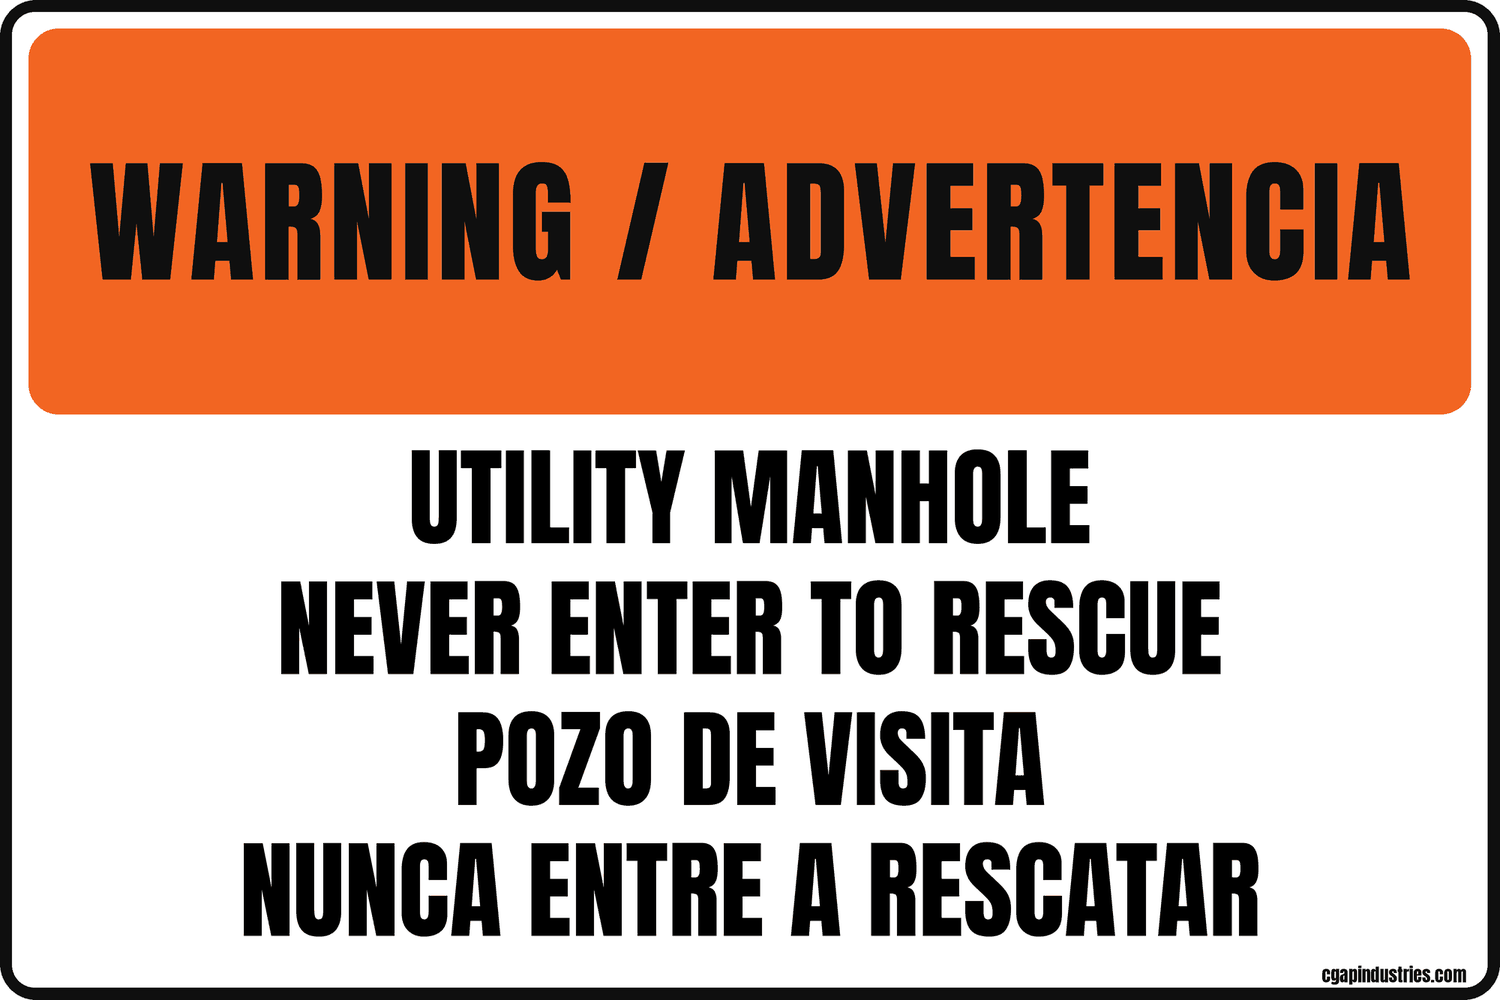 WARNING / ADVERTENCIA
UTILITY MANHOLE
NEVER ENTER TO RESCUE
POZO DE VISITA
NUNCA ENTRE A RESCATAR
cgapindustries.com